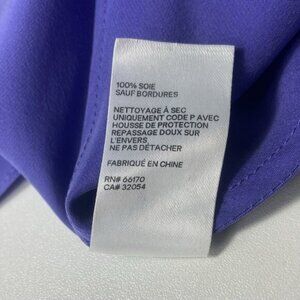 100% SOIE
SAUF BORDURES
NETTOYAGE À SEC
UNIQUEMENT CODE P AVEC
HOUSSE DE PROTECTION
REPASSAGE DOUX SUR
L'ENVERS
NE PAS DÉTACHER
FABRIQUÉ EN CHINE
RN# 66170
CA# 32054